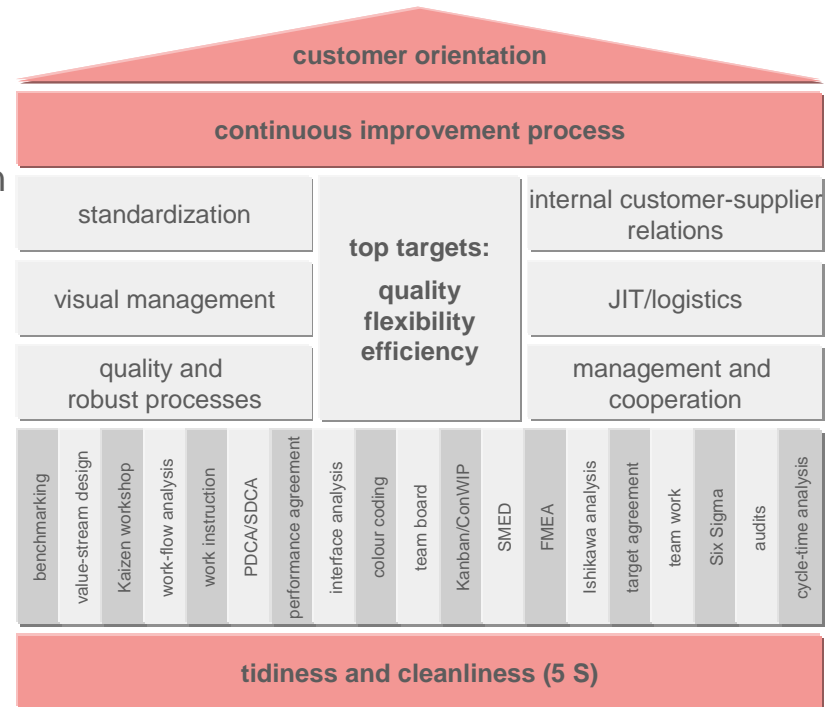 customer orientation
continuous improvement process
standardization
visual management
quality and
robust processes
top targets:
quality
flexibility
efficiency
internal customer-supplier
relations
JIT/logistics
management and
cooperation
benchmarking
value-stream design
Kaizen workshop
work-flow analysis
work instruction
PDCA/SDCA
performance agreement
interface analysis
colour coding
team board
Kanban/ConWIP
SMED
FMEA
Ishikawa analysis
target agreement
team work
Six Sigma
audits
cycle-time analysis
tidiness and cleanliness (5 S)